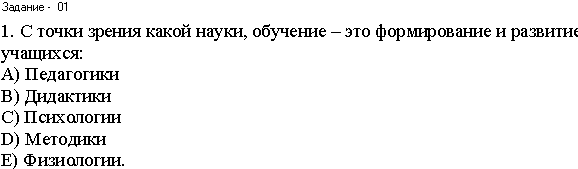 Задание - 01
1. С точки зрения какой науки, обучение – это формирование и развитие
учащихся:
A) Педагогики
B) Дидактики
C) Психологии
D) Методики
E) Физиологии.